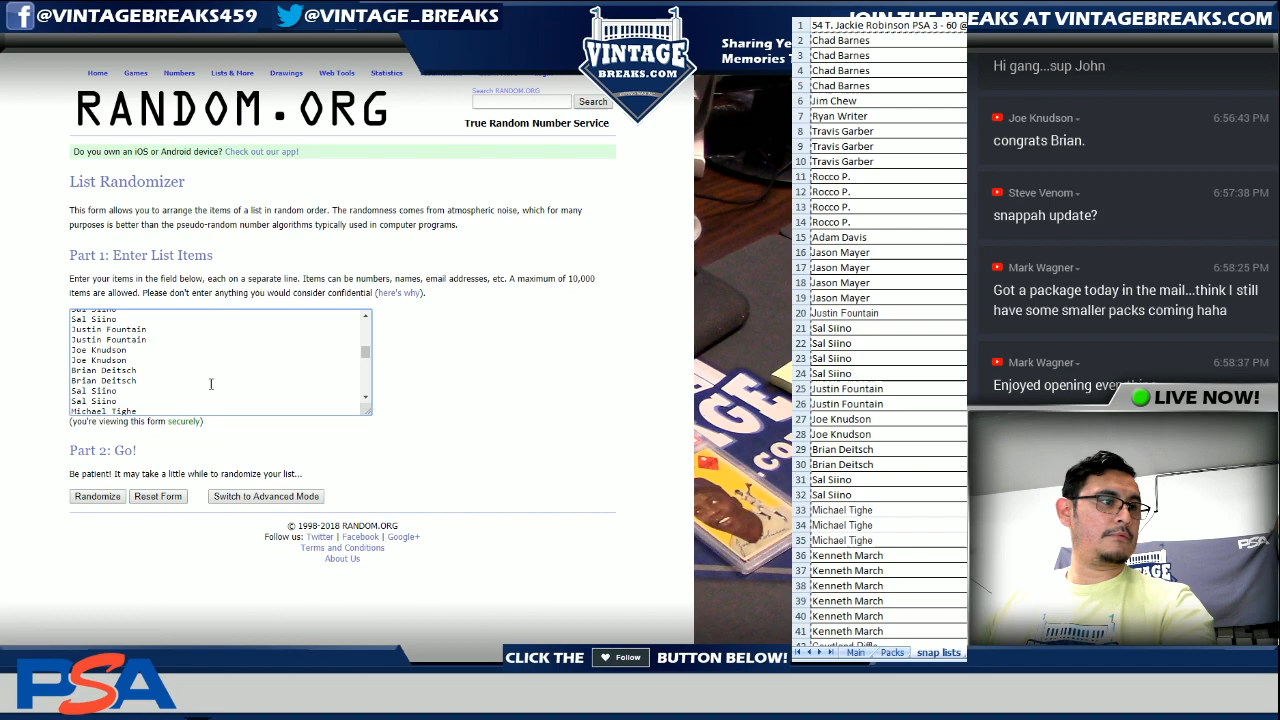 @VINTAGEBREAKS459
@VINTAGE_BREAKS
VINTAGE
BREAKS.COM
Sharing Ye
Memories T
JOIN THE BREAKS AT VINTAGEBREAKS.COM
Home Games Numbers Lists & More Drawings Web Tools Statistics
RANDOM.ORG
Search RANDOM.ORG
Search
True Random Number Service
Do you own an iOS or Android device? Check out our app!
List Randomizer
This form allows you to arrange the items of a list in random order. The randomness comes from atmospheric noise, which for many
purposes is better than the pseudo-random number algorithms typically used in computer programs.
Part 1: Enter List Items
Enter your items in the field below, each on a separate line. Items can be numbers, names, email addresses, etc. A maximum of 10,000
items are allowed. Please don't enter anything you would consider confidential (here's why).
Sal Siino
Sal Siino
Justin Fountain
Justin Fountain
Joe Knudson
Joe Knudson
Brian Deitsch
Brian Deitsch
Sal Siino
Sal Siino
Michael Tighe
(you're viewing this form securely)
Part 2: Go!
Be patient! It may take a little while to randomize your list...
Randomize Reset Form Switch to Advanced Mode
© 1998-2018 RANDOM.ORG
Follow us: Twitter | Facebook | Google+
Terms and Conditions
About Us
1 54 T. Jackie Robinson PSA 3 - 60 @
2 Chad Barnes
3 Chad Barnes
4 Chad Barnes
5 Chad Barnes
6 Jim Chew
7 Ryan Writer
8 Travis Garber
9 Travis Garber
10 Travis Garber
11 Rocco P.
12 Rocco P.
13 Rocco P.
14 Rocco P.
15 Adam Davis
16 Jason Mayer
17 Jason Mayer
18 Jason Mayer
19 Jason Mayer
20 Justin Fountain
21 Sal Siino
22 Sal Siino
23 Sal Siino
24 Sal Siino
25 Justin Fountain
26 Justin Fountain
27 Joe Knudson
28 Joe Knudson
29 Brian Deitsch
30 Brian Deitsch
31 Sal Siino
32 Sal Siino
33 Michael Tighe
34 Michael Tighe
35 Michael Tighe
36 Kenneth March
37 Kenneth March
38 Kenneth March
39 Kenneth March
40 Kenneth March
41 Kenneth March
Main Packs snap lists
Hi gang...sup John
Joe Knudson 6:56:43 PM
congrats Brian.
Steve Venom 6:57:38 PM
snappah update?
Mark Wagner 6:58:25 PM
Got a package today in the mail...think I still
have some smaller packs coming haha
Mark Wagner 6:58:37 PM
Enjoyed opening
LIVE NOW!
PSA
CLICK THE Follow BUTTON BELOW!
PSA